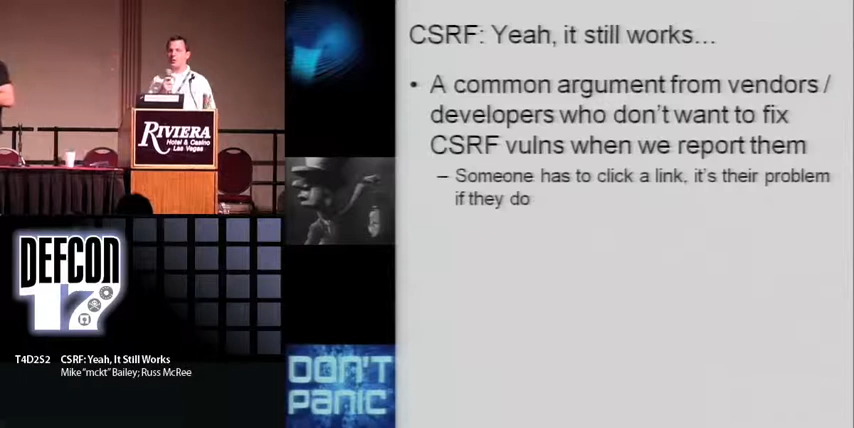 RIVIERA
Hotel & Casino
Las Vegas
DEFCON
17
T4D2S2 CSRF: Yeah, It Still Works
Mike "mckt" Bailey; Russ McRee
DON'T
PANIC
CSRF: Yeah, it still works...
• A common argument from vendors /
developers who don't want to fix
CSRF vulns when we report them
– Someone has to click a link, it's their problem
if they do